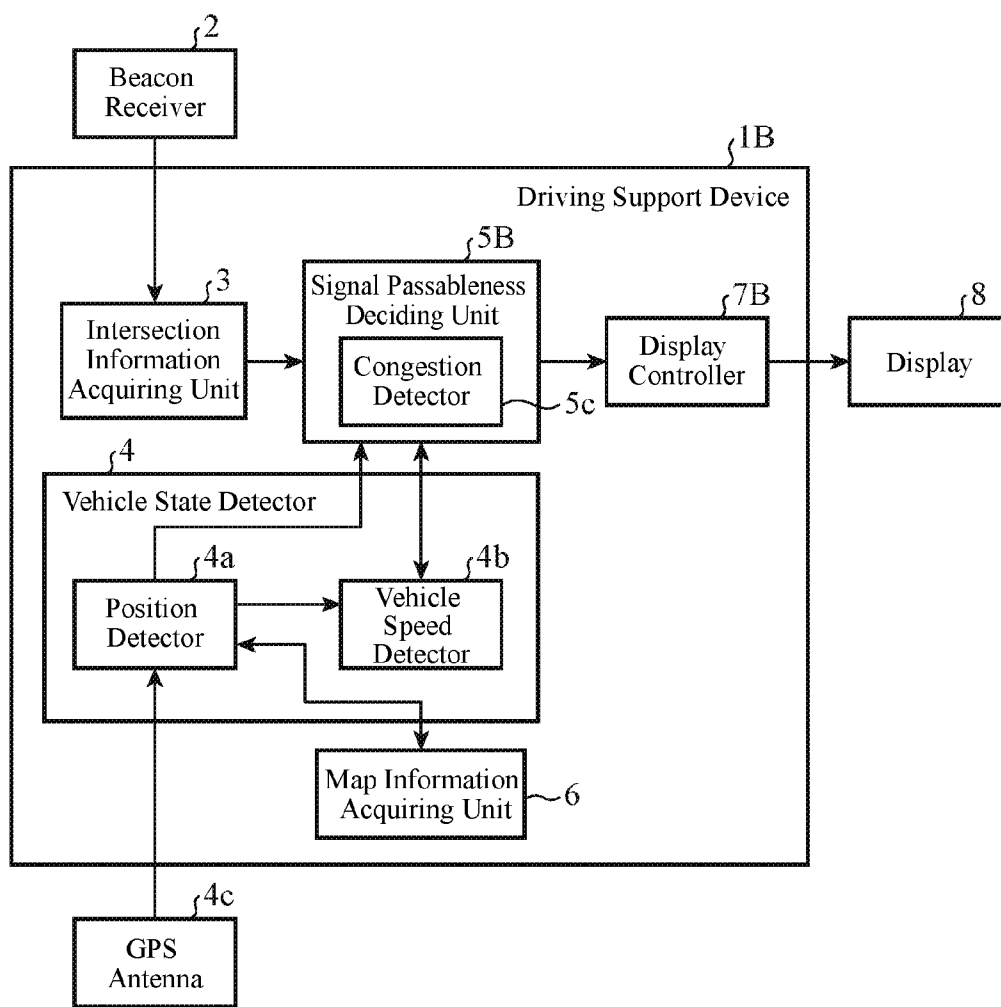 2
Beacon
Receiver
1B
Driving Support Device
5B
Signal Passableness
Deciding Unit
Congestion
Detector
5c
3
Intersection
Information
Acquiring Unit
7B
Display
Controller
8
Display
4
Vehicle State Detector
4a
Position
Detector
4b
Vehicle
Speed
Detector
Map Information
Acquiring Unit
6
4c
GPS
Antenna